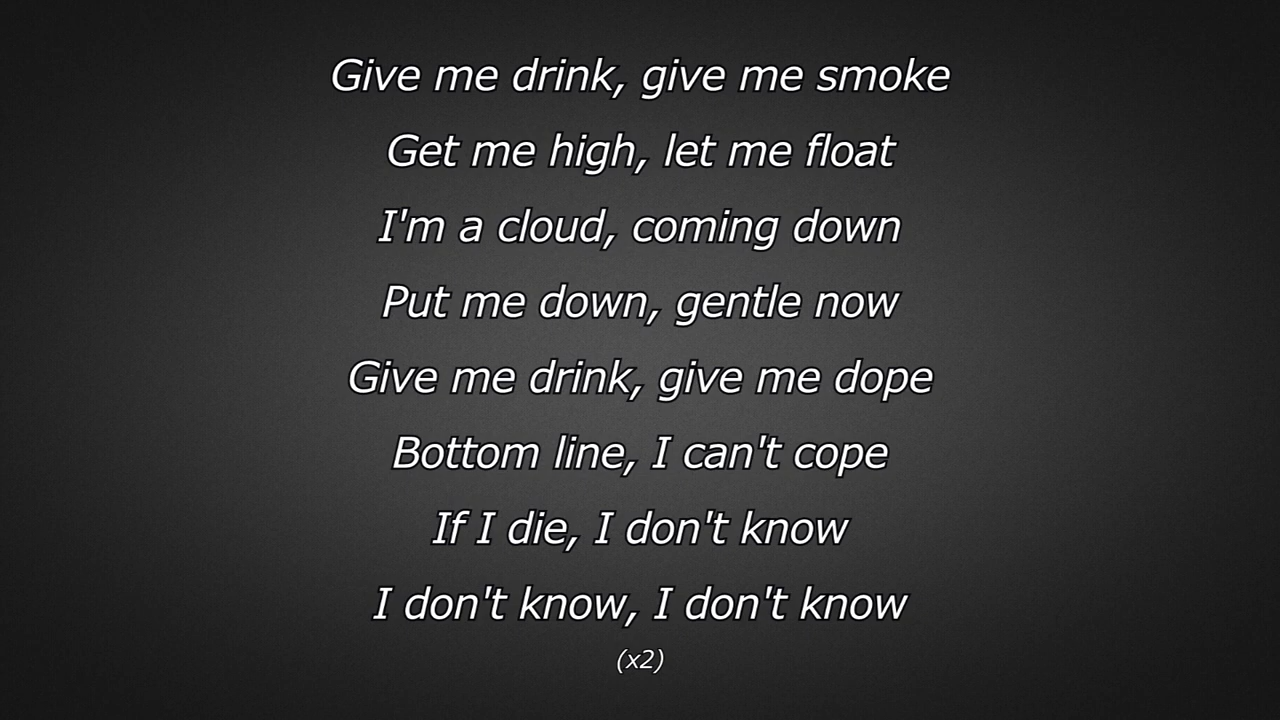 Give me drink, give me smoke
Get me high, let me float
I'm a cloud, coming down
Put me down, gentle now
Give me drink, give me dope
Bottom line, I can't cope
If I die, I don't know
I don't know, I don't know
(x2)